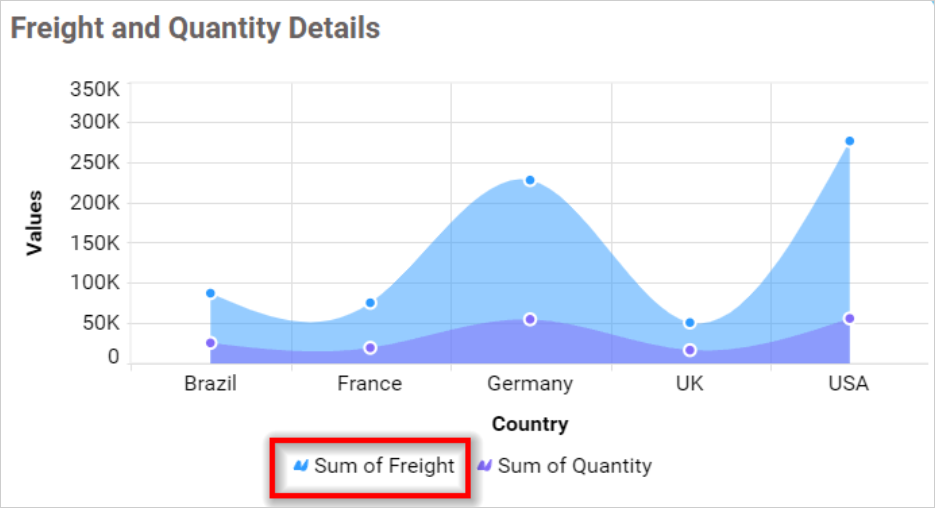 Freight and Quantity Details
350K
300K
250K
200K
150K
100K
50K
0
Values
Brazil France Germany UK USA
Country
Sum of Freight Sum of Quantity